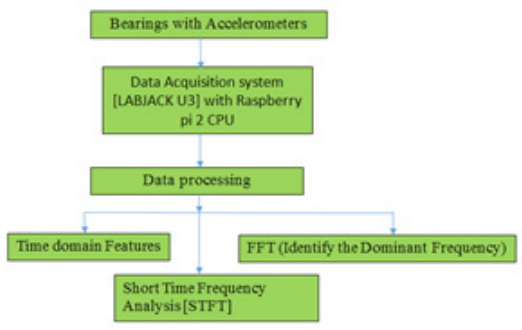 Bearings with Accelerometers
Data Acquisition system
[LABJACK U3] with Raspberry
pi 2 CPU
Data processing
Time domain Features
FFT (Identify the Dominant Frequency)
Short Time Frequency
Analysis [STFT]